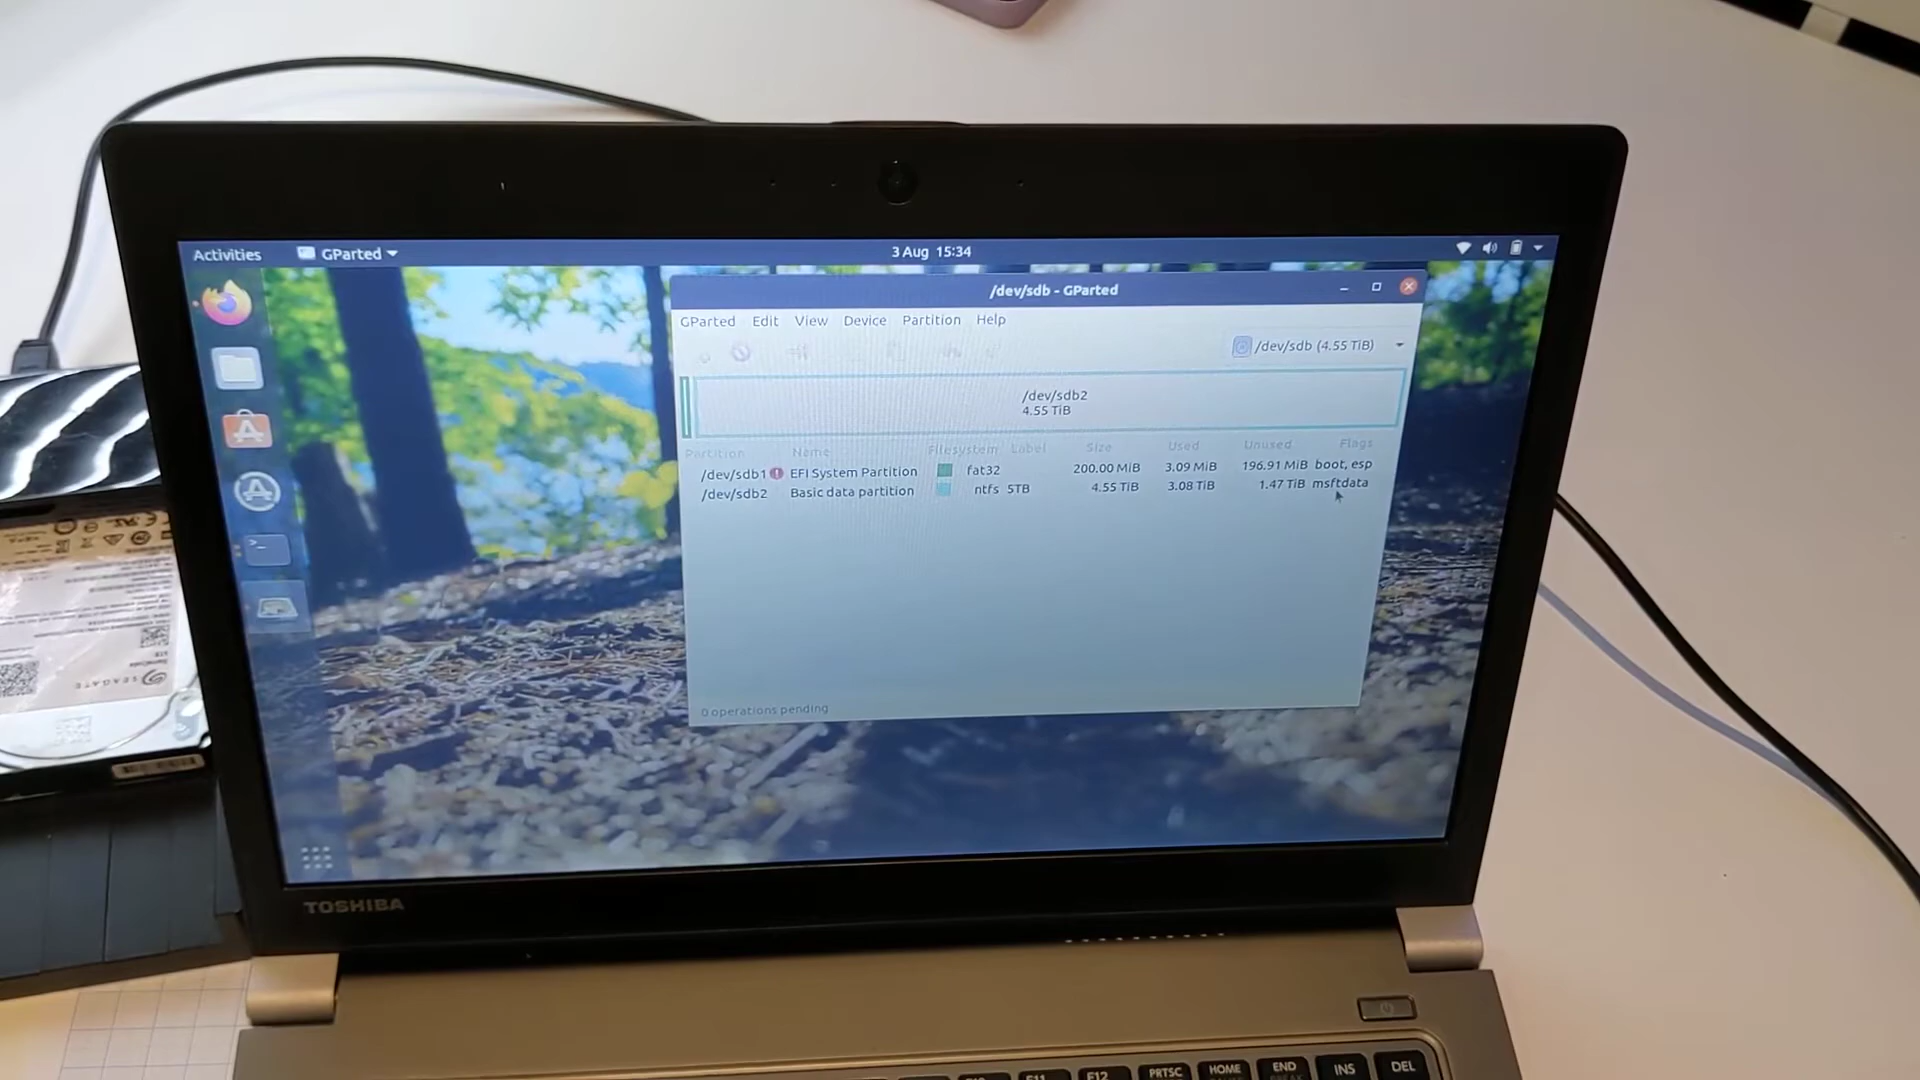 Activities GParted 3 Aug 15:34
/dev/sdb - GParted
GParted Edit View Device Partition Help
/dev/sdb (4.55 TiB)
/dev/sdb2
4.55 TiB
Partition Name Filesystem Label Size Used Unused Flags
/dev/sdb1 EFI System Partition fat32 200.00 MiB 3.09 MiB 196.91 MiB boot, esp
/dev/sdb2 Basic data partition ntfs 5TB 4.55 TiB 3.08 TiB 1.47 TiB msftdata
0 operations pending
SEAGATE
TOSHIBA
F12 PRTSC HOME END INS DEL